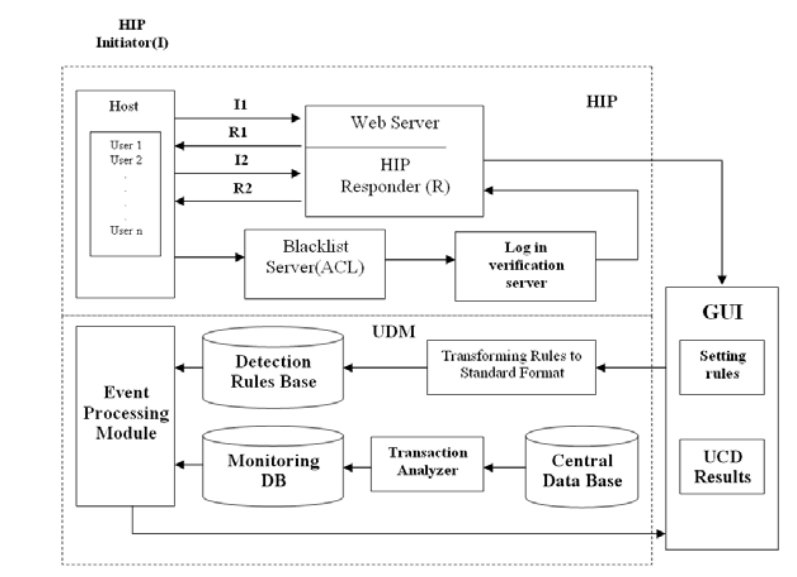 HIP
Initiator(I)
HIP
Host
User 1
User 2
.
.
.
.
User n
I1
R1
I2
R2
Web Server
HIP
Responder (R)
Blacklist
Server(ACL)
Log in
verification
server
GUI
Setting
rules
UCD
Results
UDM
Transforming Rules to
Standard Format
Detection
Rules Base
Event
Processing
Module
Monitoring
DB
Transaction
Analyzer
Central
Data Base